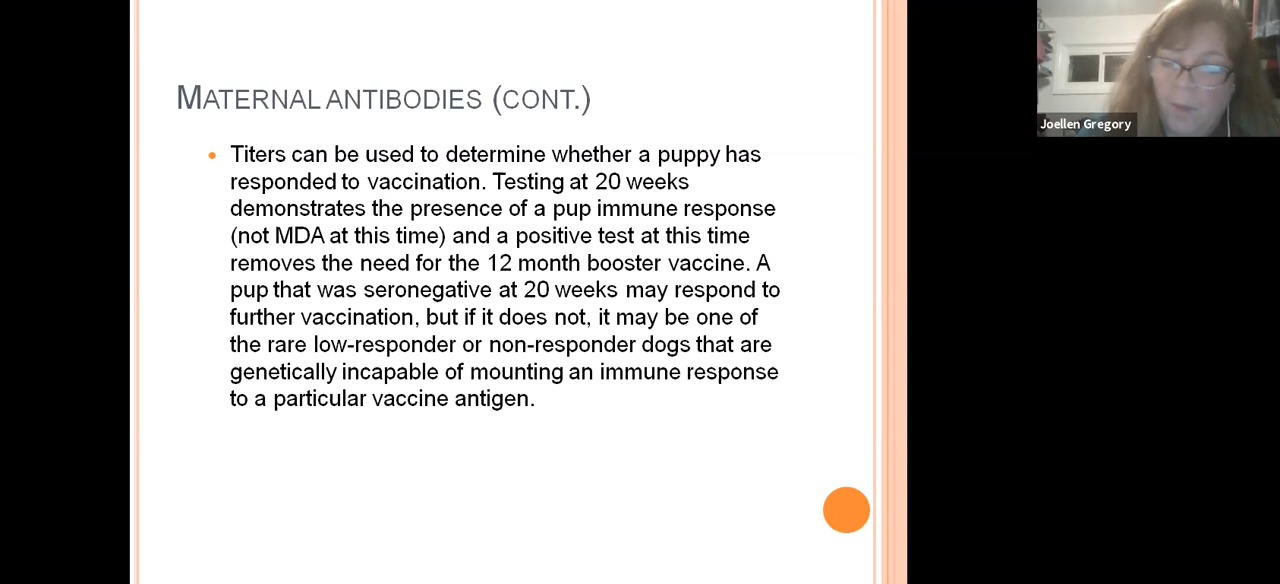 MATERNAL ANTIBODIES (CONT.)
Titers can be used to determine whether a puppy has
responded to vaccination. Testing at 20 weeks
demonstrates the presence of a pup immune response
(not MDA at this time) and a positive test at this time
removes the need for the 12 month booster vaccine. A
pup that was seronegative at 20 weeks may respond to
further vaccination, but if it does not, it may be one of
the rare low-responder or non-responder dogs that are
genetically incapable of mounting an immune response
to a particular vaccine antigen.
Joellen Gregory